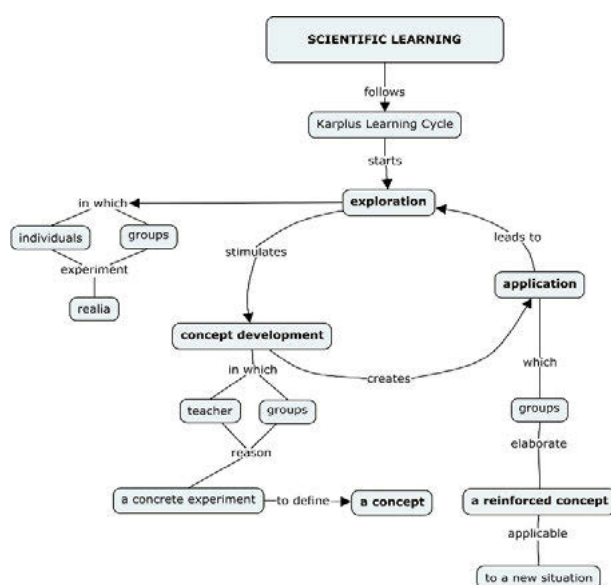 SCIENTIFIC LEARNING
follows
Karplus Learning Cycle
starts
exploration
in which
individuals
groups
experiment
realia
stimulates
leads to
application
concept development
in which
creates
which
teacher
groups
groups
reason
elaborate
a concrete experiment
to define
a concept
a reinforced concept
applicable
to a new situation